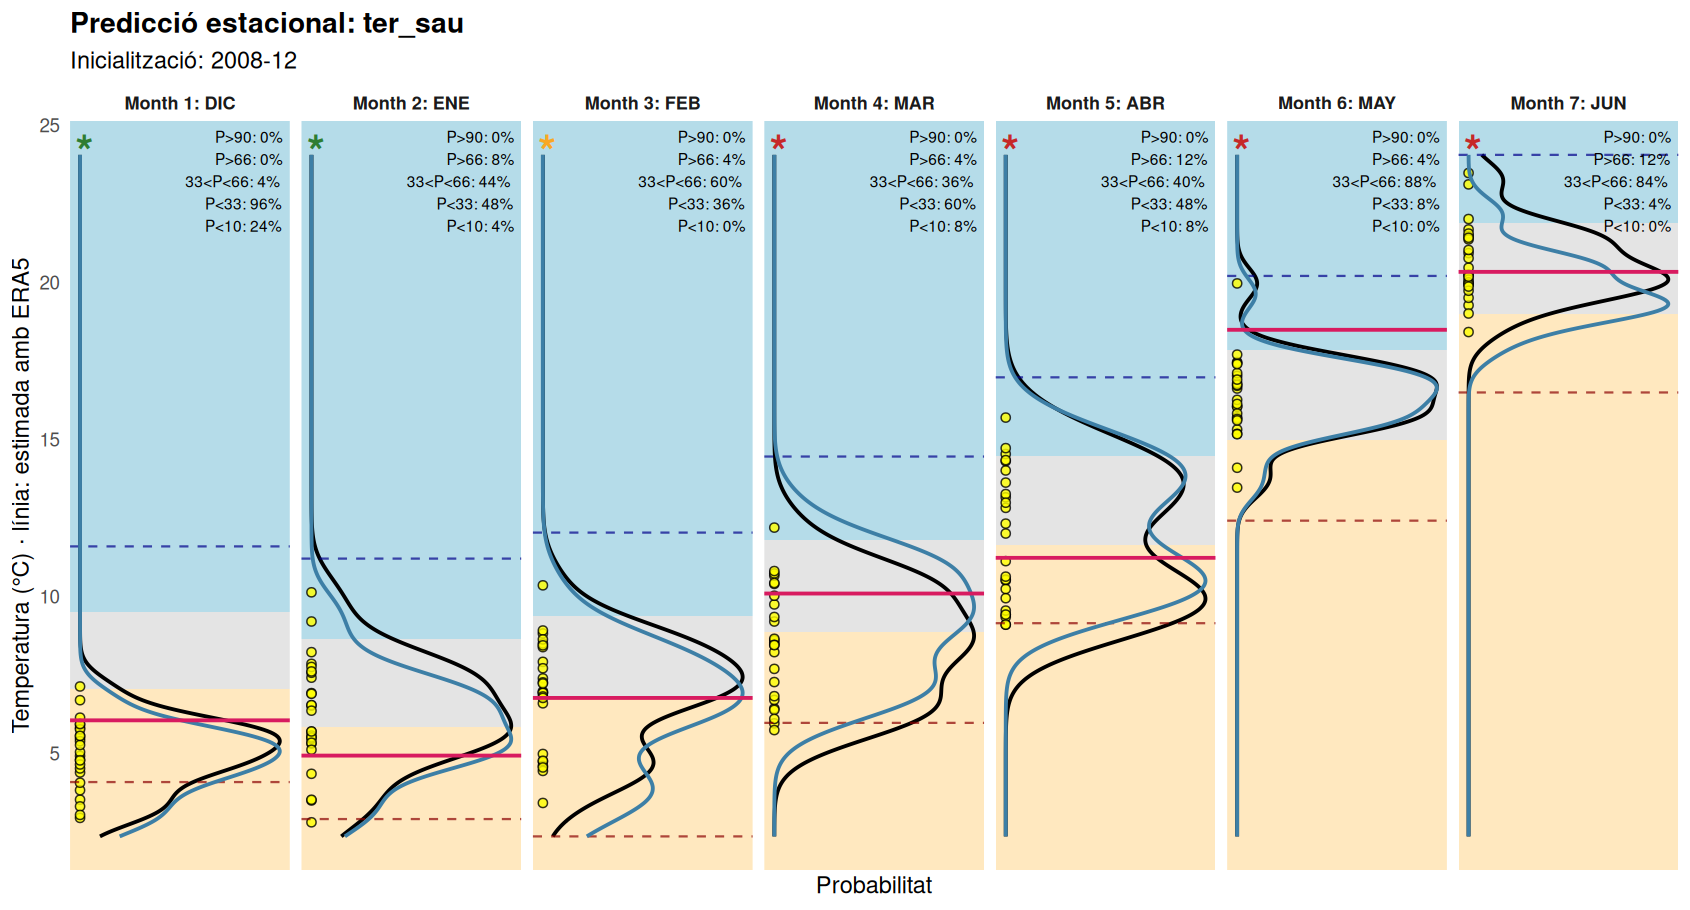 Predicció estacional: ter_sau
Inicialització: 2008-12
Month 1: DIC
Month 2: ENE
Month 3: FEB
Month 4: MAR
Month 5: ABR
Month 6: MAY
Month 7: JUN
Temperatura (°C) · línia: estimada amb ERA5
25
20
15
10
5
*
P>90: 0%
P>66: 0%
33<P<66: 4%
P<33: 96%
P<10: 24%
*
P>90: 0%
P>66: 8%
33<P<66: 44%
P<33: 48%
P<10: 4%
*
P>90: 0%
P>66: 4%
33<P<66: 60%
P<33: 36%
P<10: 0%
*
P>90: 0%
P>66: 4%
33<P<66: 36%
P<33: 60%
P<10: 8%
*
P>90: 0%
P>66: 12%
33<P<66: 40%
P<33: 48%
P<10: 8%
*
P>90: 0%
P>66: 4%
33<P<66: 88%
P<33: 8%
P<10: 0%
*
P>90: 0%
P>66: 12%
33<P<66: 84%
P<33: 4%
P<10: 0%
Probabilitat